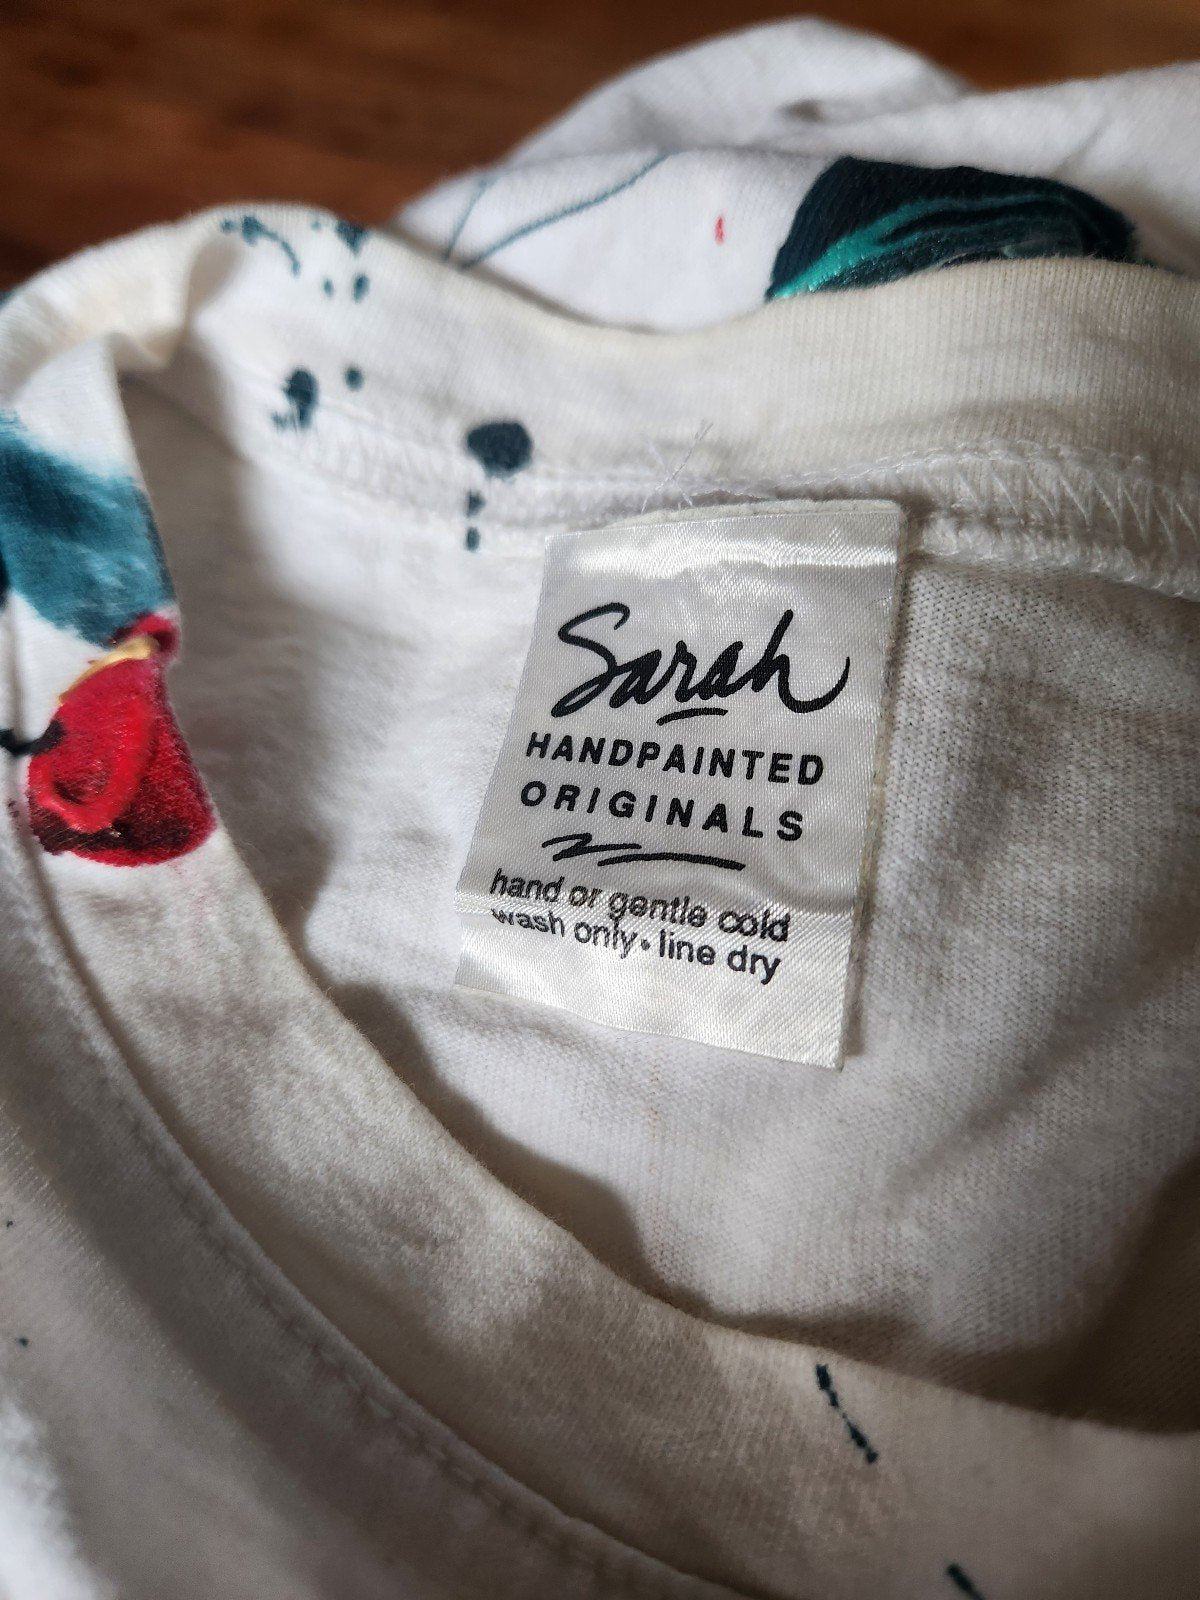 Sarah
HANDPAINTED
ORIGINALS
hand or gentle cold
wash only • line dry